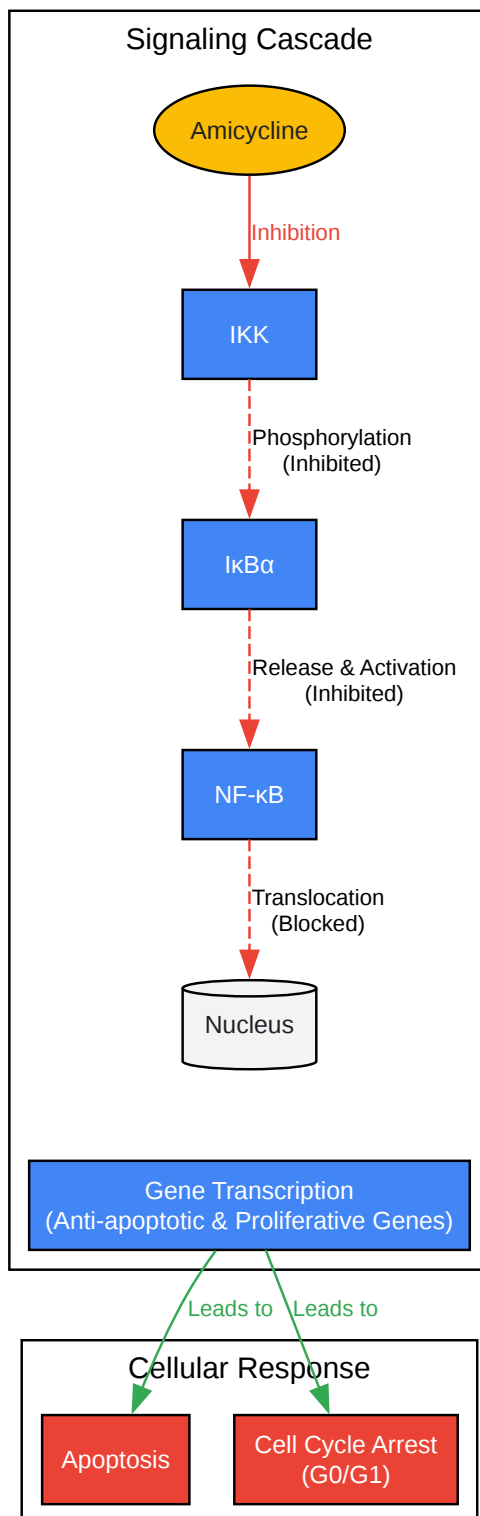 Signaling Cascade
Amicycline
Inhibition
IKK
Phosphorylation
(Inhibited)
IκBα
Release & Activation
(Inhibited)
NF-κB
Translocation
(Blocked)
Nucleus
Gene Transcription
(Anti-apoptotic & Proliferative Genes)
Leads to
Leads to
Cellular Response
Apoptosis
Cell Cycle Arrest
(G0/G1)